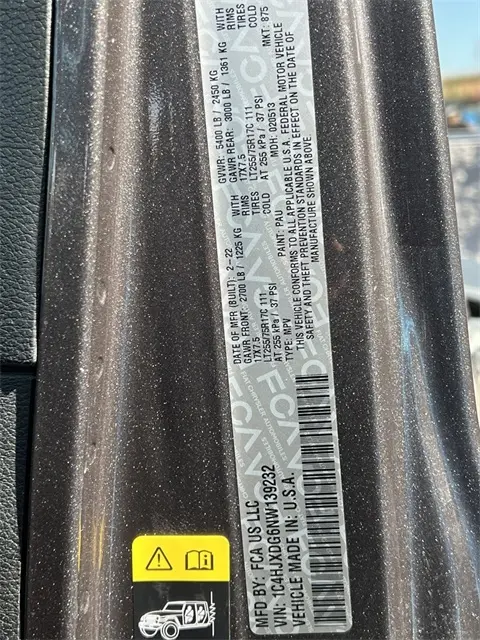 MFD BY: FCA US LLC
VIN: 1C4HJXDG6NW139232
VEHICLE MADE IN: U.S.A.
DATE OF MFR (BUILT): 2-22 GVWR: 5400 LB / 2450 KG
GAWR FRONT: 2700 LB / 1225 KG WITH GAWR REAR: 3000 LB / 1361 KG WITH
17X7.5 RIMS 17X7.5 RIMS
LT255/75R17C 111 TIRES LT255/75R17C 111 TIRES
AT 255 kPa / 37 PSI COLD AT 255 kPa / 37 PSI COLD
TYPE: MPV PAINT: PAU MDH: 020513 MKT: 875
THIS VEHICLE CONFORMS TO ALL APPLICABLE U.S.A. FEDERAL MOTOR VEHICLE
SAFETY AND THEFT PREVENTION STANDARDS IN EFFECT ON THE DATE OF
MANUFACTURE SHOWN ABOVE.